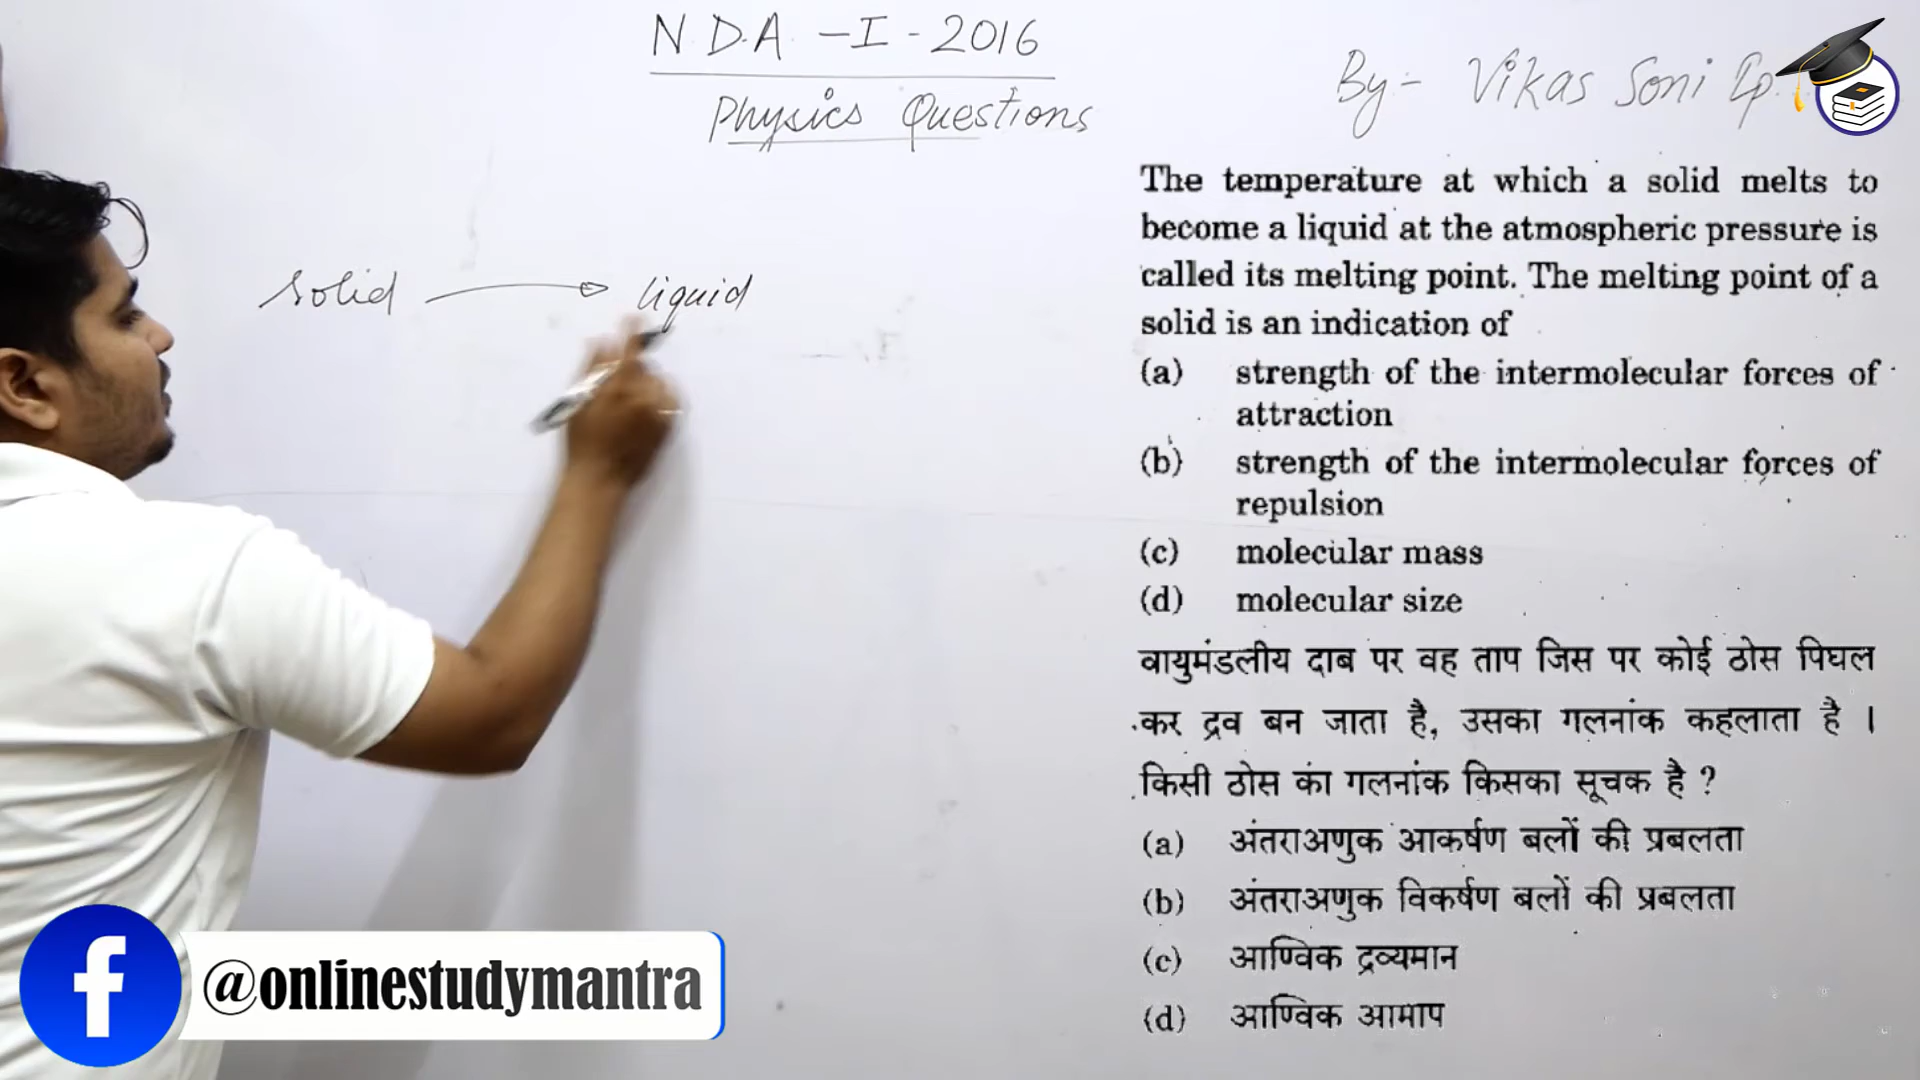 N.D.A. - I - 2016
Physics Questions
By:- Vikas Soni
The temperature at which a solid melts to
become a liquid at the atmospheric pressure is
called its melting point. The melting point of a
solid is an indication of
(a) strength of the intermolecular forces of
attraction
(b) strength of the intermolecular forces of
repulsion
(c) molecular mass
(d) molecular size
वायुमंडलीय दाब पर वह ताप जिस पर कोई ठोस पिघल
कर द्रव बन जाता है, उसका गलनांक कहलाता है ।
किसी ठोस का गलनांक किसका सूचक है ?
(a) अंतराअणुक आकर्षण बलों की प्रबलता
(b) अंतराअणुक विकर्षण बलों की प्रबलता
(c) आण्विक द्रव्यमान
(d) आण्विक आमाप
solid → liquid
f @onlinestudymantra